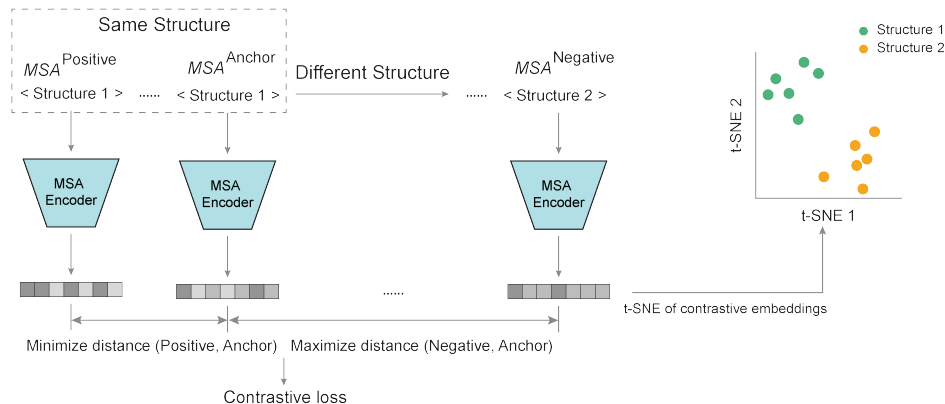 Same Structure
MSA Positive
MSA Anchor
Different Structure
MSA Negative
< Structure 1 >
......
< Structure 1 >
......
< Structure 2 >
MSA
Encoder
MSA
Encoder
MSA
Encoder
......
Minimize distance (Positive, Anchor)
Maximize distance (Negative, Anchor)
Contrastive loss
Structure 1
Structure 2
t-SNE 2
t-SNE 1
t-SNE of contrastive embeddings